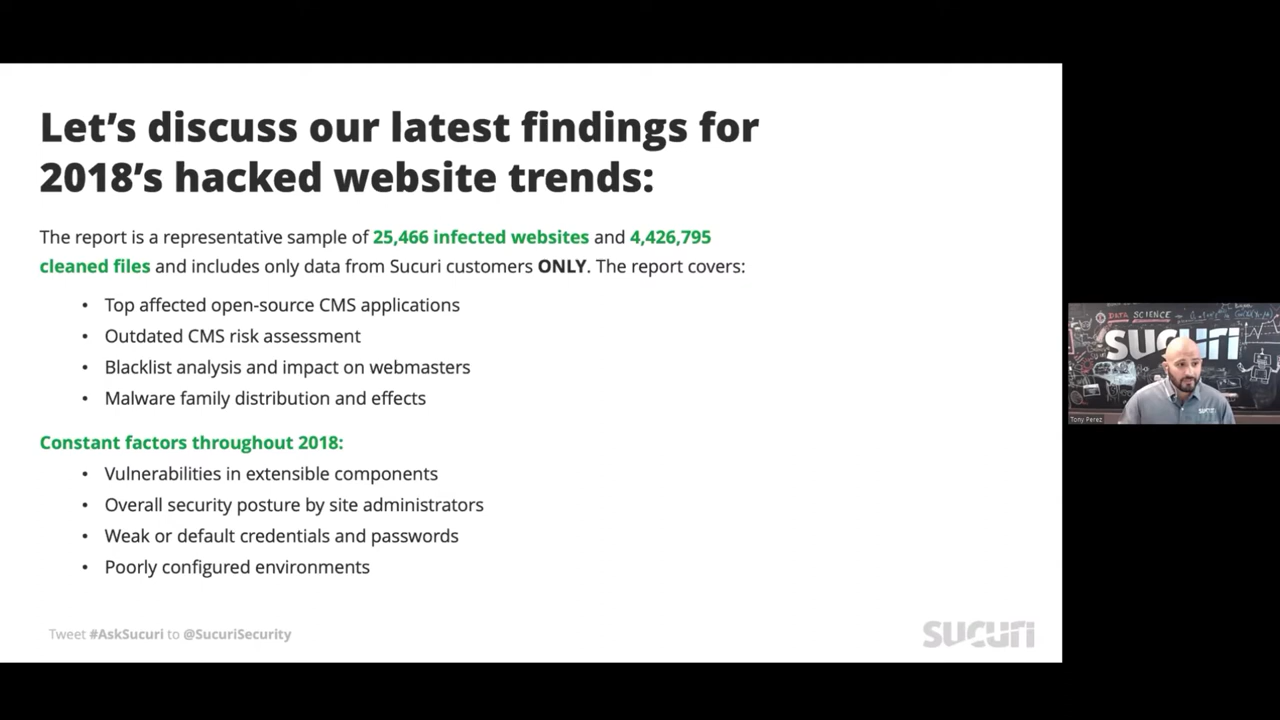 Let’s discuss our latest findings for
2018’s hacked website trends:
The report is a representative sample of 25,466 infected websites and 4,426,795
cleaned files and includes only data from Sucuri customers ONLY. The report covers:
• Top affected open-source CMS applications
• Outdated CMS risk assessment
• Blacklist analysis and impact on webmasters
• Malware family distribution and effects
Constant factors throughout 2018:
• Vulnerabilities in extensible components
• Overall security posture by site administrators
• Weak or default credentials and passwords
• Poorly configured environments
Tweet #AskSucuri to @SucuriSecurity
SUCURI
DATA SCIENCE
SUCURI
SUCURI
Tony Perez